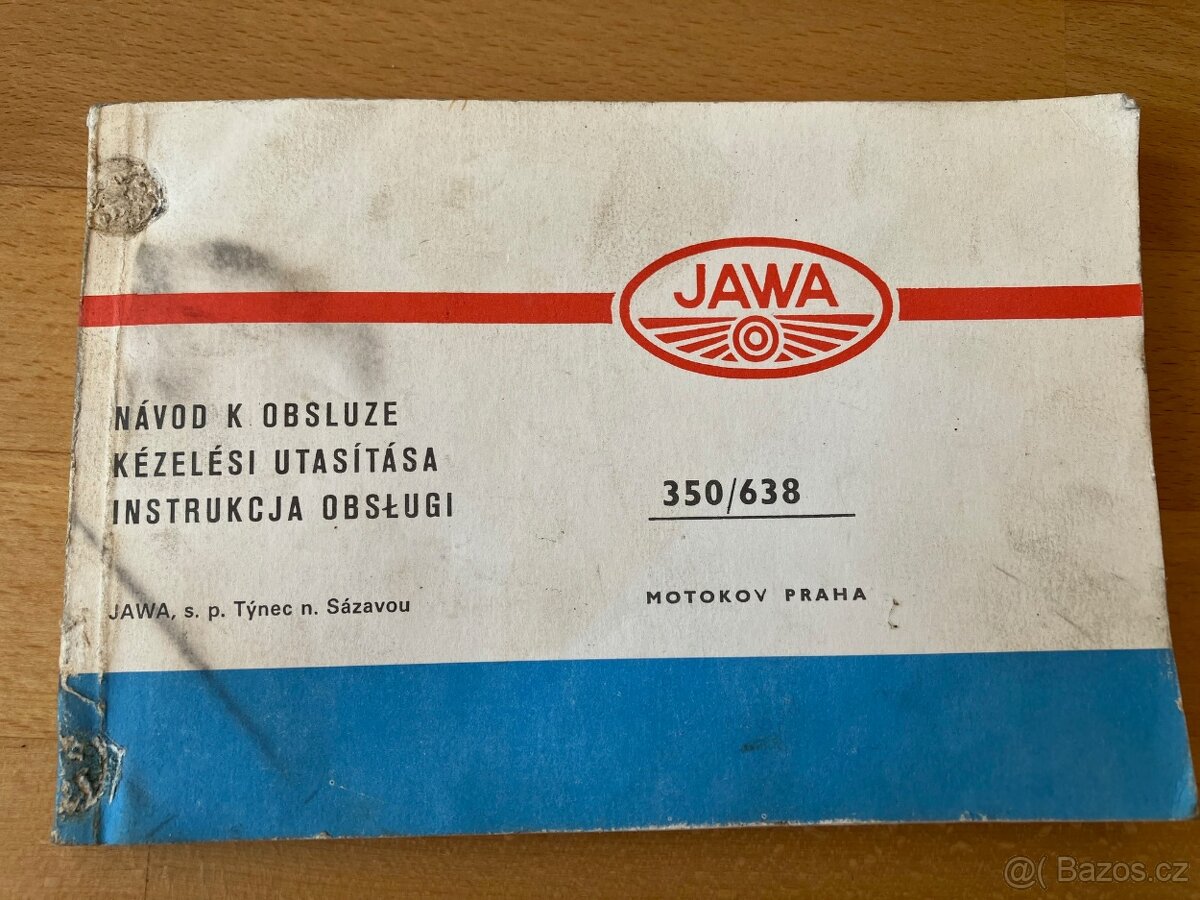 JAWA
NÁVOD K OBSLUZE
KÉZELÉSI UTASÍTÁSA
INSTRUKCJA OBSŁUGI
350/638
JAWA, s. p. Týnec n. Sázavou
MOTOKOV PRAHA
@( Bazos.cz